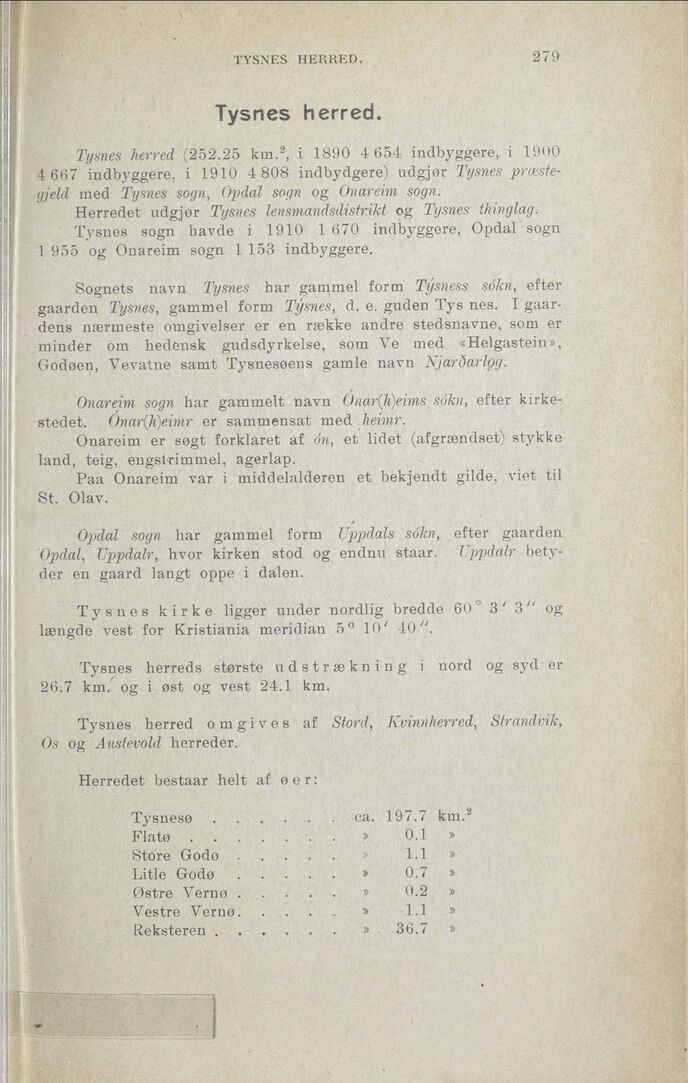 TYSNES HERRED.
279
Tysnes herred.
Tysnes herred (252.25 km.², i 1890 4 654 indbyggere, i 1900
4 667 indbyggere, i 1910 4 808 indbydgere) udgjør Tysnes præste-
gjeld med Tysnes sogn, Opdal sogn og Onareim sogn.
Herredet udgjør Tysnes lensmandsdistrikt og Tysnes thinglag.
Tysnes sogn havde i 1910 1 670 indbyggere, Opdal sogn
1 955 og Onareim sogn 1 153 indbyggere.
Sognets navn Tysnes har gammel form Týsness sókn, efter
gaarden Tysnes, gammel form Týsnes, d. e. guden Tys nes. I gaar-
dens nærmeste omgivelser er en række andre stedsnavne, som er
minder om hedensk gudsdyrkelse, som Ve med «Helgastein»,
Godøen, Vevatne samt Tysnesøens gamle navn Njarðarlǫg.
Onareim sogn har gammelt navn Ónar(h)eims sókn, efter kirke-
stedet. Ónar(h)eimr er sammensat med heimr.
Onareim er søgt forklaret af ón, et lidet (afgrændset) stykke
land, teig, engstrimmel, agerlap.
Paa Onareim var i middelalderen et bekjendt gilde, viet til
St. Olav.
Opdal sogn har gammel form Uppdals sókn, efter gaarden
Opdal, Uppdalr, hvor kirken stod og endnu staar. Uppdalr bety-
der en gaard langt oppe i dalen.
Tysnes kirke ligger under nordlig bredde 60° 3′ 3″ og
længde vest for Kristiania meridian 5° 10′ 40″.
Tysnes herreds største udstrækning i nord og syd er
26.7 km. og i øst og vest 24.1 km.
Tysnes herred omgives af Stord, Kvinnherred, Strandvik,
Os og Austevold herreder.
Herredet bestaar helt af øer:
Tysnesø . . . . . . ca. 197.7 km.²
Flatø . . . . . . . » 0.1 »
Store Godø . . . . . » 1.1 »
Litle Godø . . . . . » 0.7 »
Østre Vernø . . . . . » 0.2 »
Vestre Vernø. . . . . » 1.1 »
Reksteren . . . . . . » 36.7 »